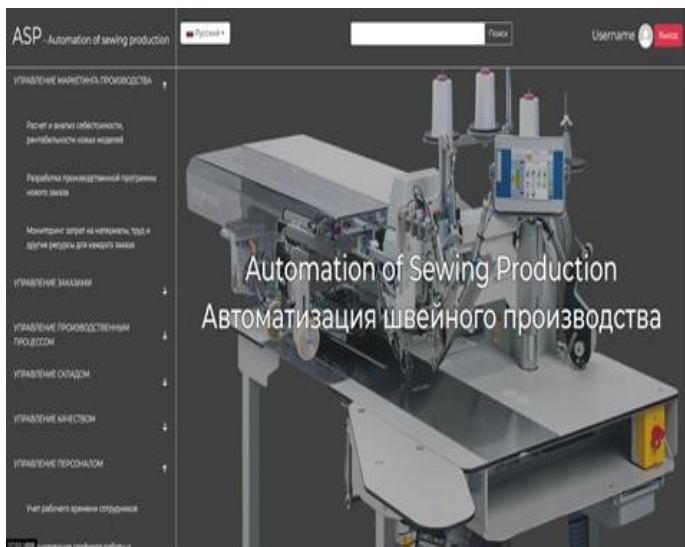 ASP - Automation of sewing production
Русский
Поиск
Username
Выход
УПРАВЛЕНИЕ МАРКЕТИНГА ПРОИЗВОДСТВА
Расчет и анализ себестоимости,
рентабельности новых моделей
Разработка производственной программы
нового заказа
Мониторинг затрат на материалы, труд и
другие ресурсы для каждого заказа
УПРАВЛЕНИЕ ЗАКАЗАМИ
УПРАВЛЕНИЕ ПРОИЗВОДСТВЕННЫМ
ПРОЦЕССОМ
УПРАВЛЕНИЕ СКЛАДОМ
УПРАВЛЕНИЕ КАЧЕСТВОМ
УПРАВЛЕНИЕ ПЕРСОНАЛОМ
Учет рабочего времени сотрудников
графиков работы и
Automation of Sewing Production
Автоматизация швейного производства